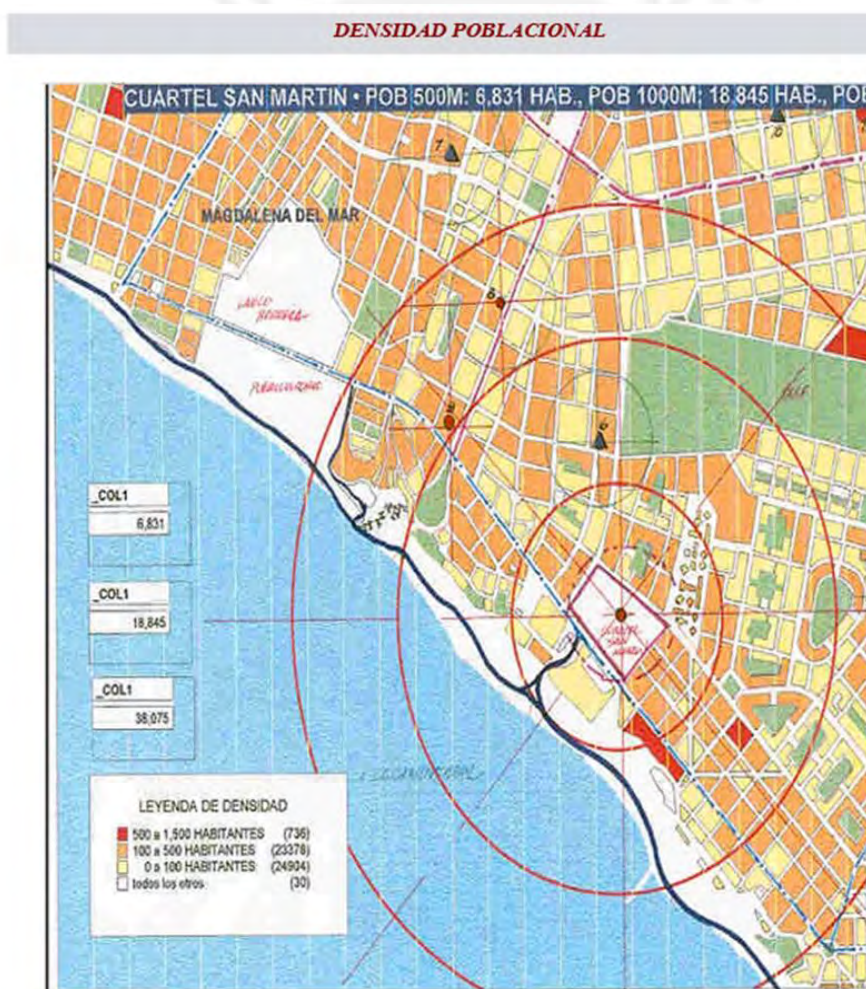 DENSIDAD POBLACIONAL
CUARTEL SAN MARTIN • POB 500M: 6,831 HAB., POB 1000M: 18,845 HAB., POB
7
MAGDALENA DEL MAR
6
_COL1
6,831
_COL1
18,845
_COL1
38,075
LEYENDA DE DENSIDAD
500 a 1,500 HABITANTES (736)
100 a 500 HABITANTES (23378)
0 a 100 HABITANTES (24904)
todos los otros (30)